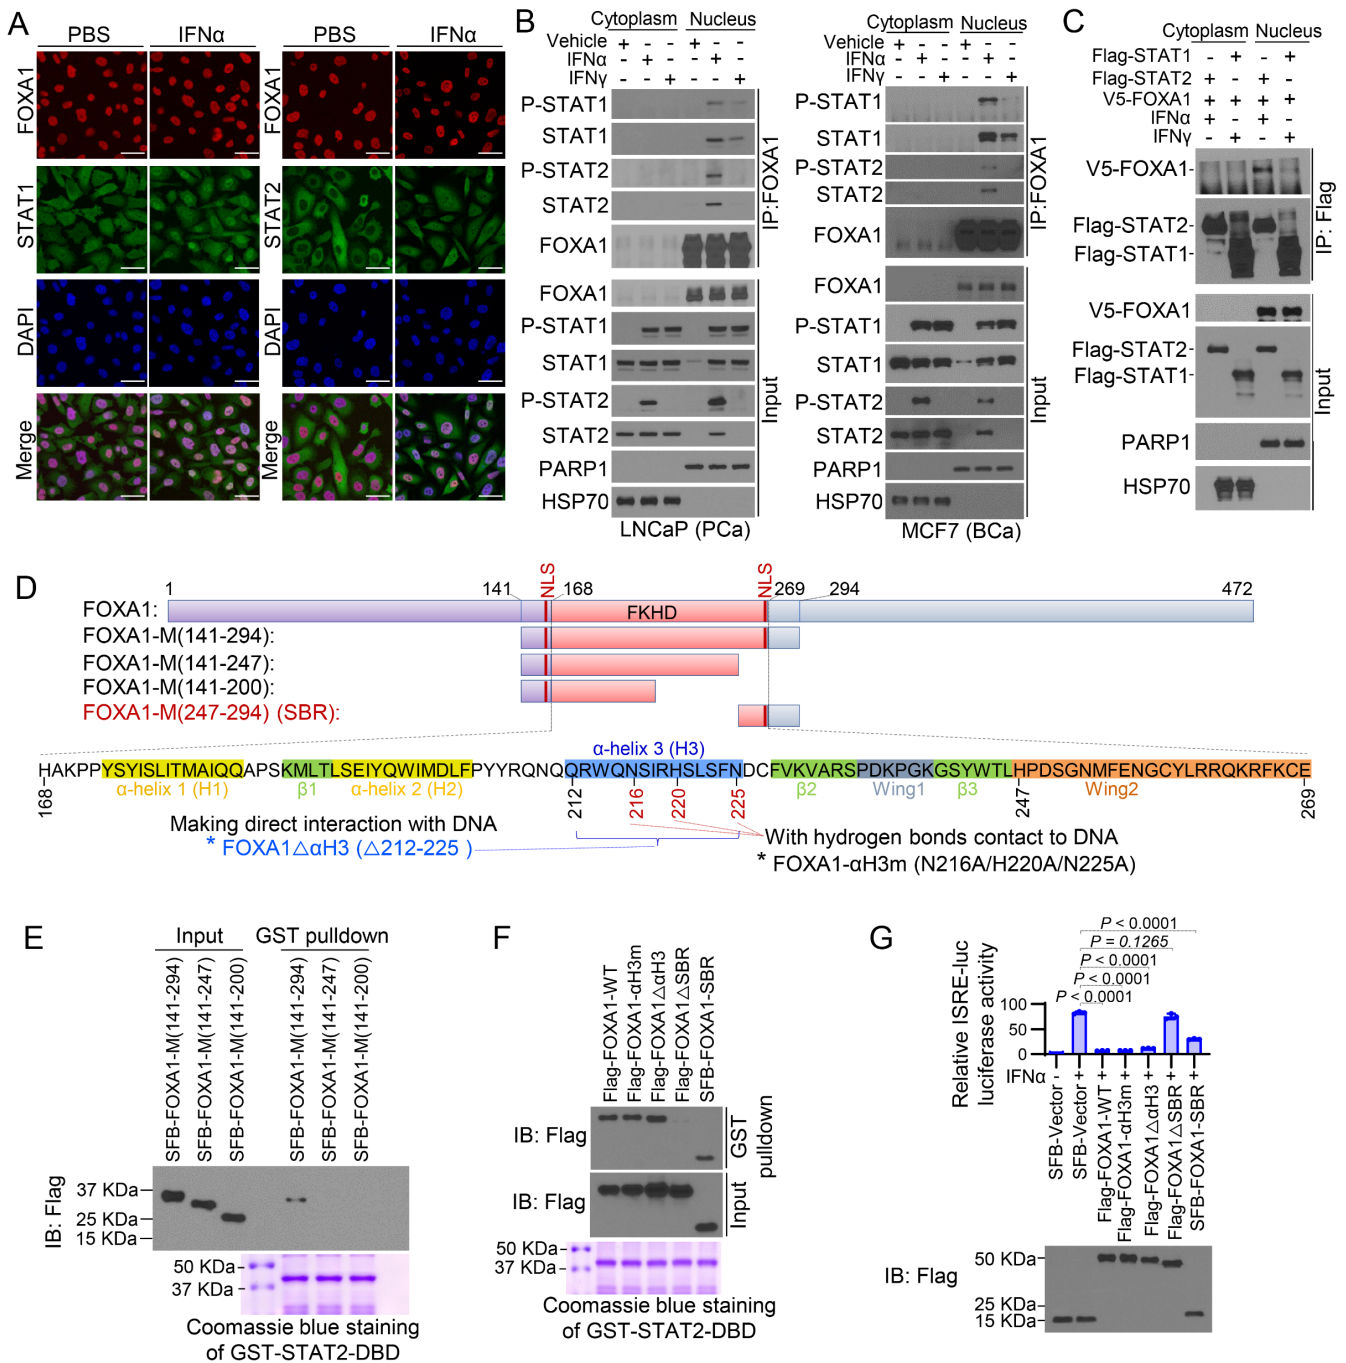 A
PBS
IFNα
PBS
IFNα
FOXA1
FOXA1
STAT1
STAT2
DAPI
DAPI
Merge
Merge
B
Cytoplasm Nucleus
Vehicle + - - + - -
IFNα - + - - + -
IFNγ - - + - - +
P-STAT1
STAT1
P-STAT2
STAT2
FOXA1
IP:FOXA1
FOXA1
P-STAT1
STAT1
P-STAT2
STAT2
PARP1
HSP70
Input
LNCaP (PCa)
Cytoplasm Nucleus
Vehicle + - - + - -
IFNα - + - - + -
IFNγ - - + - - +
P-STAT1
STAT1
P-STAT2
STAT2
FOXA1
IP:FOXA1
FOXA1
P-STAT1
STAT1
P-STAT2
STAT2
PARP1
HSP70
Input
MCF7 (BCa)
C
Cytoplasm Nucleus
Flag-STAT1 - + - +
Flag-STAT2 + - + -
V5-FOXA1 + + + +
IFNα + - + -
IFNγ - + - +
V5-FOXA1-
Flag-STAT2-
Flag-STAT1-
IP: Flag
V5-FOXA1
Flag-STAT2-
Flag-STAT1-
PARP1
HSP70
Input
D
1 141 NLS 168 NLS 269 294 472
FOXA1: FKHD
FOXA1-M(141-294):
FOXA1-M(141-247):
FOXA1-M(141-200):
FOXA1-M(247-294) (SBR):
α-helix 3 (H3)
HAKPPYSYISLITMAIQQAPSKMLTLSEIYQWIMDLFPYYRQNQQRWQNSIRHSLSFNDCFVKVARSPDKPGKGSYWTLHPDSGNMFENGCYLRRQKRFKCE
α-helix 1 (H1) β1 α-helix 2 (H2) β2 Wing1 β3 Wing2
168 212 216 220 225 247 269
Making direct interaction with DNA
* FOXA1△αH3 (△212-225 )
With hydrogen bonds contact to DNA
* FOXA1-αH3m (N216A/H220A/N225A)
E
Input GST pulldown
SFB-FOXA1-M(141-294)
SFB-FOXA1-M(141-247)
SFB-FOXA1-M(141-200)
SFB-FOXA1-M(141-294)
SFB-FOXA1-M(141-247)
SFB-FOXA1-M(141-200)
IB: Flag
37 KDa
25 KDa
15 KDa
50 KDa
37 KDa
Coomassie blue staining
of GST-STAT2-DBD
F
Flag-FOXA1-WT
Flag-FOXA1-αH3m
Flag-FOXA1△αH3
Flag-FOXA1△SBR
SFB-FOXA1-SBR
IB: Flag
GST pulldown
IB: Flag
Input
50 KDa
37 KDa
Coomassie blue staining
of GST-STAT2-DBD
G
P < 0.0001
P = 0.1265
P < 0.0001
P < 0.0001
P < 0.0001
Relative ISRE-luc
luciferase activity
100
50
0
IFNα - + + + + + +
SFB-Vector
SFB-Vector
Flag-FOXA1-WT
Flag-FOXA1-αH3m
Flag-FOXA1△αH3
Flag-FOXA1△SBR
SFB-FOXA1-SBR
IB: Flag
50 KDa
25 KDa
15 KDa